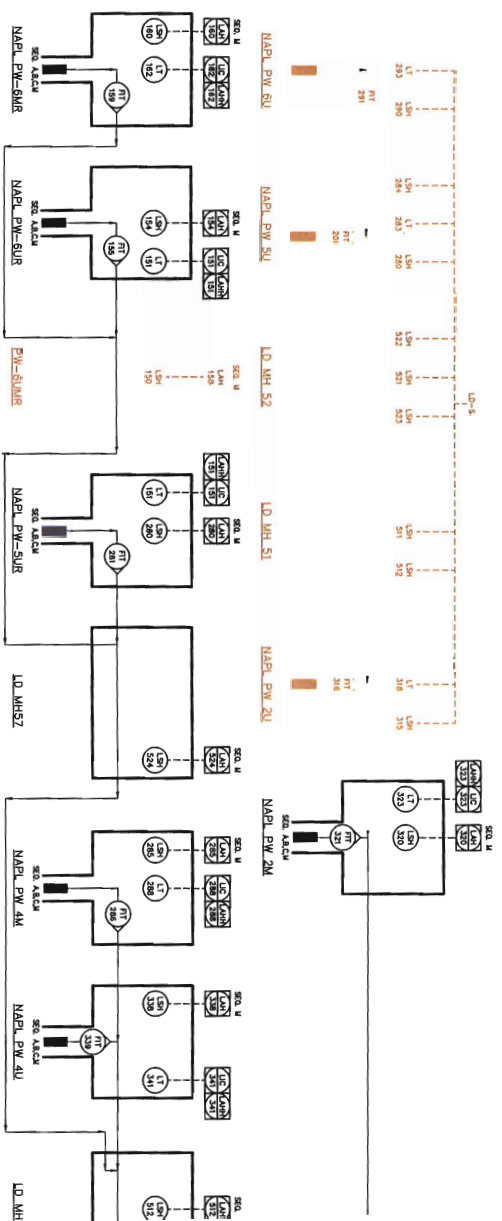 LD-S
LT 293
LSH 290
LSH 284
LT 283
LSH 280
LSH 522
LSH 521
LSH 523
LSH 511
LSH 512
LT 318
LSH 315
FIT 291
FIT 201
FIT 316
NAPL PW 6U
NAPL PW 5U
LD MH 52
LD MH 51
NAPL PW 2U
SEQ. M
LAHH 323
LIC 323
LAH 320
LT 323
LSH 320
FIT 321
SEQ. A,B,C,M
NAPL PW 2M
SEQ. M
LAH 160
LIC 162
LAHH 162
LSH 160
LT 162
FIT 159
SEQ. A,B,C,M
NAPL PW-6MR
SEQ. M
LAH 154
LIC 151
LAHH 151
LSH 154
LT 151
FIT 155
SEQ. A,B,C,M
NAPL PW-6UR
SEQ. M
LAH 150
LSH 150
PW-6UMR
SEQ. M
LAHH 151
LIC 151
LAH 280
LT 151
LSH 280
FIT 281
SEQ. A,B,C,M
NAPL PW-5UR
SEQ. M
LAH 524
LSH 524
LD MH57
SEQ. M
LAH 285
LIC 288
LAHH 288
LSH 285
LT 288
FIT 286
SEQ. A,B,C,M
NAPL PW 4M
SEQ. M
LAH 338
LIC 341
LAHH 341
LSH 338
LT 341
FIT 339
SEQ. A,B,C,M
NAPL PW 4U
SEQ.
LAH 512
LSH 512
LD MH